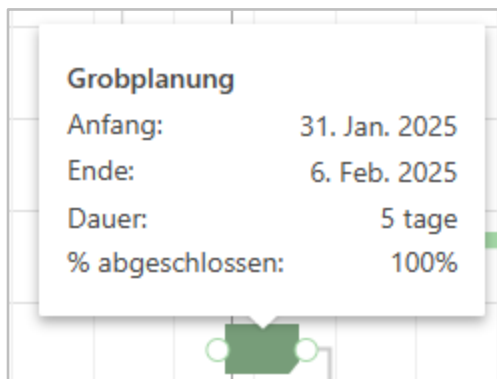 Grobplanung
Anfang: 31. Jan. 2025
Ende: 6. Feb. 2025
Dauer: 5 tage
% abgeschlossen: 100%